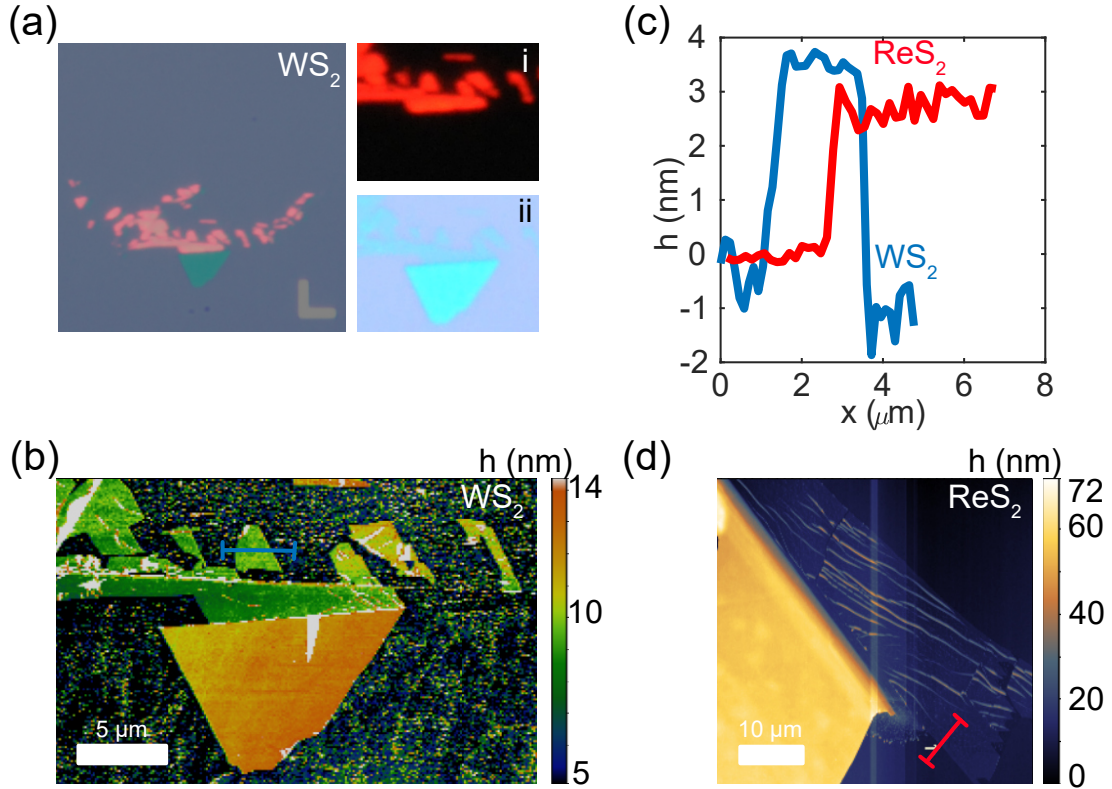 (a)
WS₂
i
ii
(c)
h (nm)
4
3
2
1
0
-1
-2
ReS₂
WS₂
0
2
4
6
8
x (μm)
(b)
h (nm)
WS₂
14
10
5
5 μm
(d)
h (nm)
ReS₂
72
60
40
20
0
10 μm